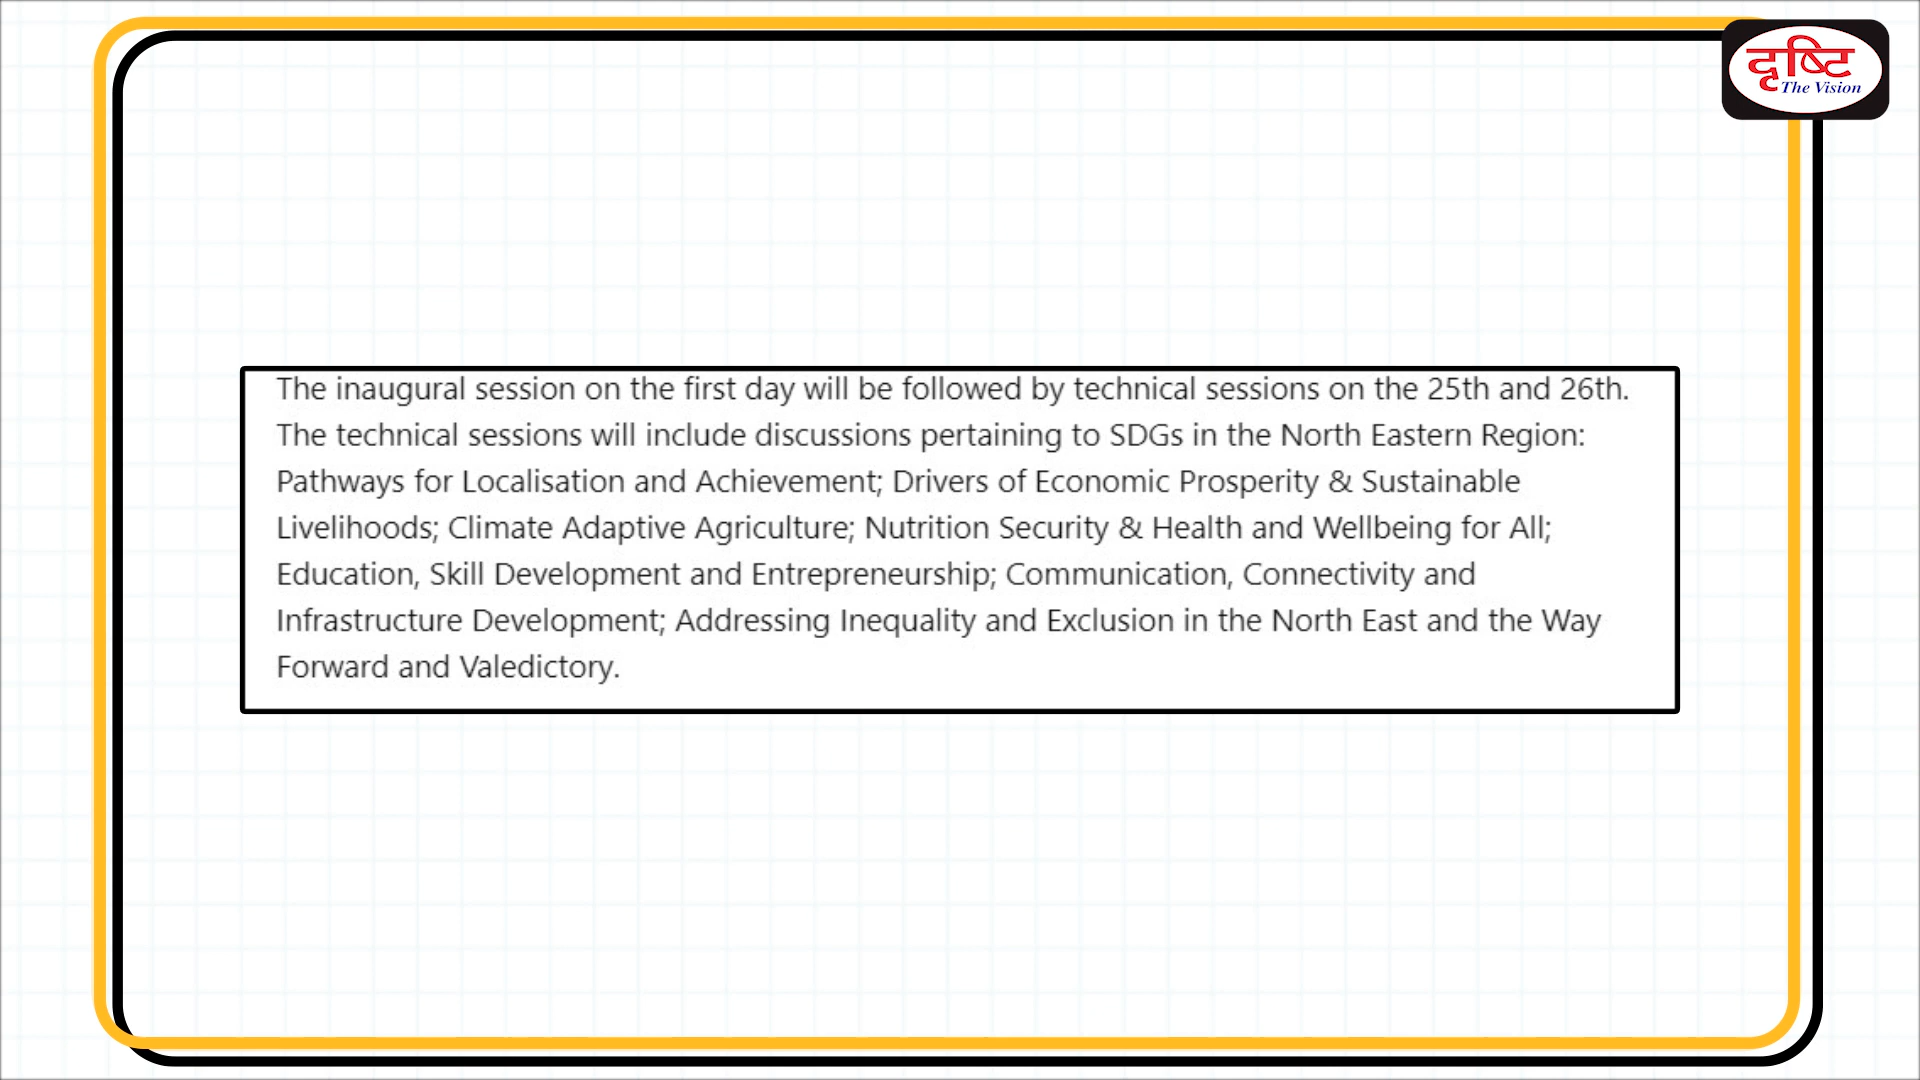 दृष्टि
The Vision
The inaugural session on the first day will be followed by technical sessions on the 25th and 26th.
The technical sessions will include discussions pertaining to SDGs in the North Eastern Region:
Pathways for Localisation and Achievement; Drivers of Economic Prosperity & Sustainable
Livelihoods; Climate Adaptive Agriculture; Nutrition Security & Health and Wellbeing for All;
Education, Skill Development and Entrepreneurship; Communication, Connectivity and
Infrastructure Development; Addressing Inequality and Exclusion in the North East and the Way
Forward and Valedictory.